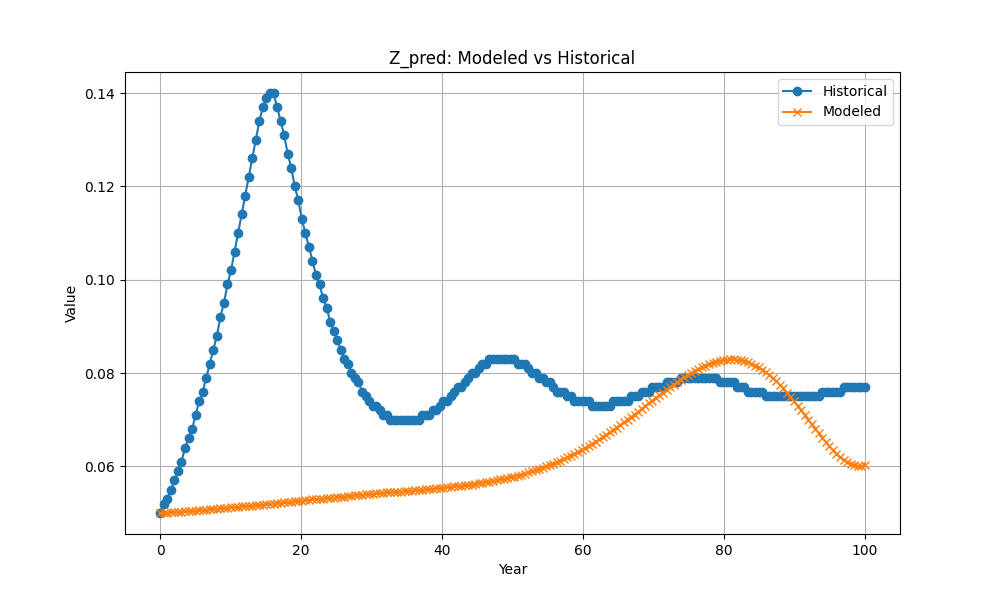 Z_pred: Modeled vs Historical
Historical
Modeled
0.14
0.12
0.10
0.08
0.06
Value
0 20 40 60 80 100
Year